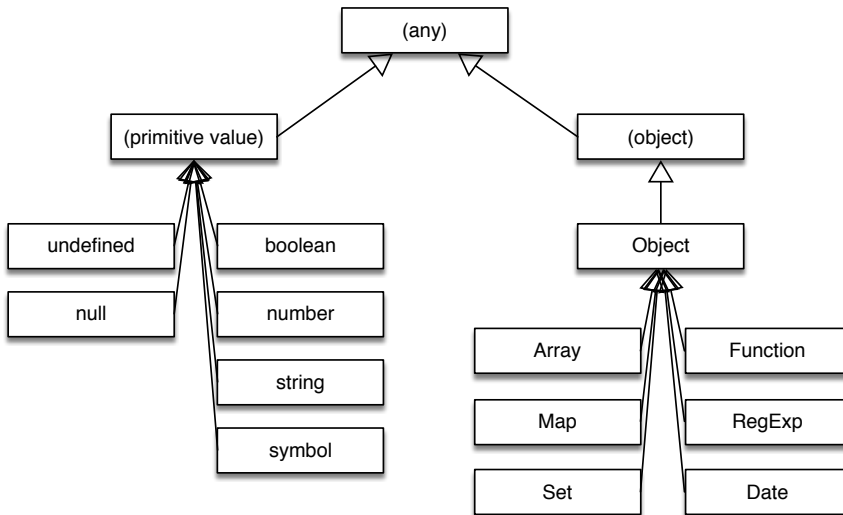 (any)
(primitive value)
(object)
undefined
boolean
Object
null
number
string
symbol
Array
Function
Map
RegExp
Set
Date